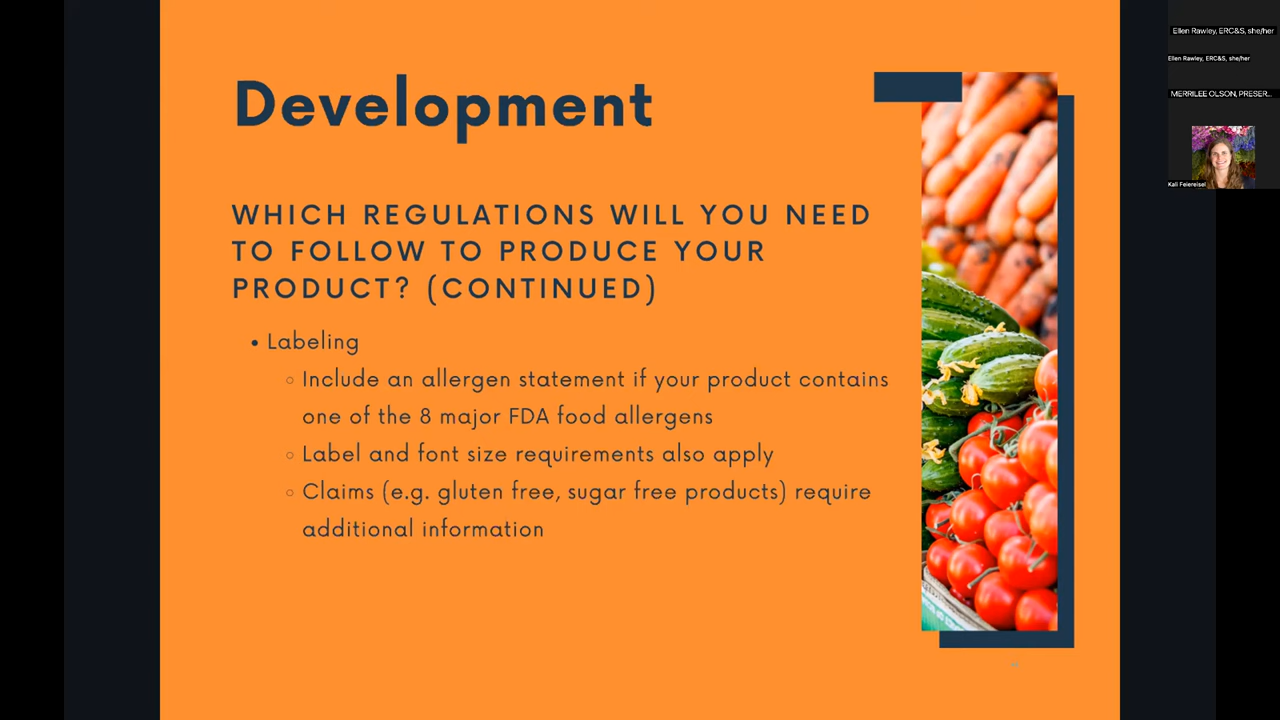 Development
WHICH REGULATIONS WILL YOU NEED
TO FOLLOW TO PRODUCE YOUR
PRODUCT? (CONTINUED)
• Labeling
◦ Include an allergen statement if your product contains
one of the 8 major FDA food allergens
◦ Label and font size requirements also apply
◦ Claims (e.g. gluten free, sugar free products) require
additional information
Ellen Rawley, ERC&S, she/her
Ellen Rawley, ERC&S, she/her
MERRILEE OLSON, PRESER...
Kali Feiereisel